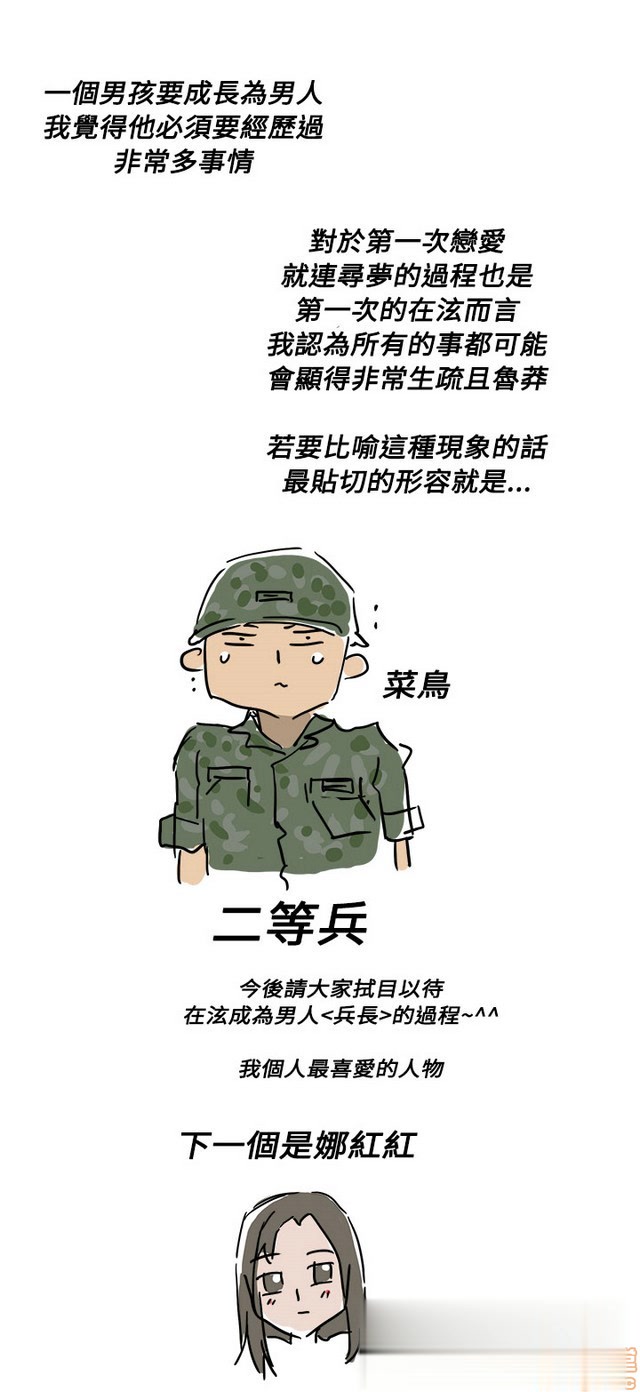 一個男孩要成長為男人
我覺得他必須要經歷過
非常多事情
對於第一次戀愛
就連尋夢的過程也是
第一次的在泫而言
我認為所有的事都可能
會顯得非常生疏且魯莽
若要比喻這種現象的話
最貼切的形容就是...
菜鳥
二等兵
今後請大家拭目以待
在泫成為男人<兵長>的過程~^^
我個人最喜愛的人物
下一個是娜紅紅